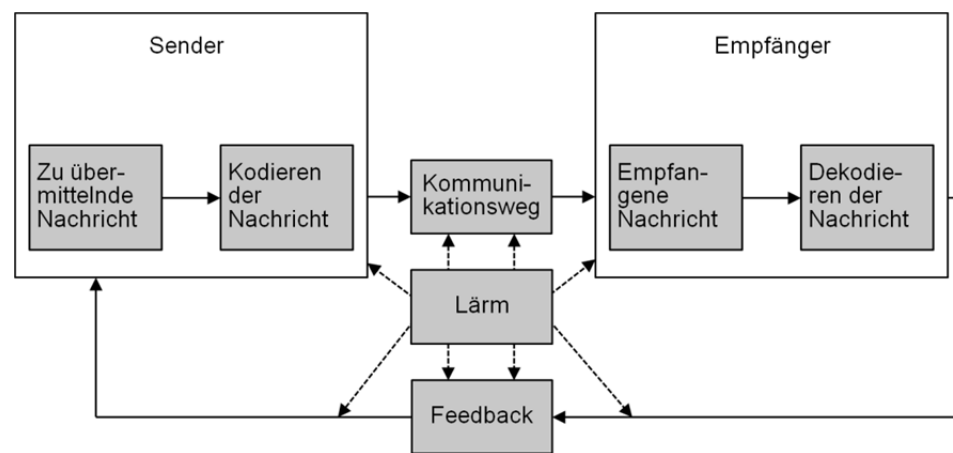 Sender
Empfänger
Zu über-
mittelnde
Nachricht
Kodieren
der
Nachricht
Kommuni-
kationsweg
Empfan-
gene
Nachricht
Dekodie-
ren der
Nachricht
Lärm
Feedback